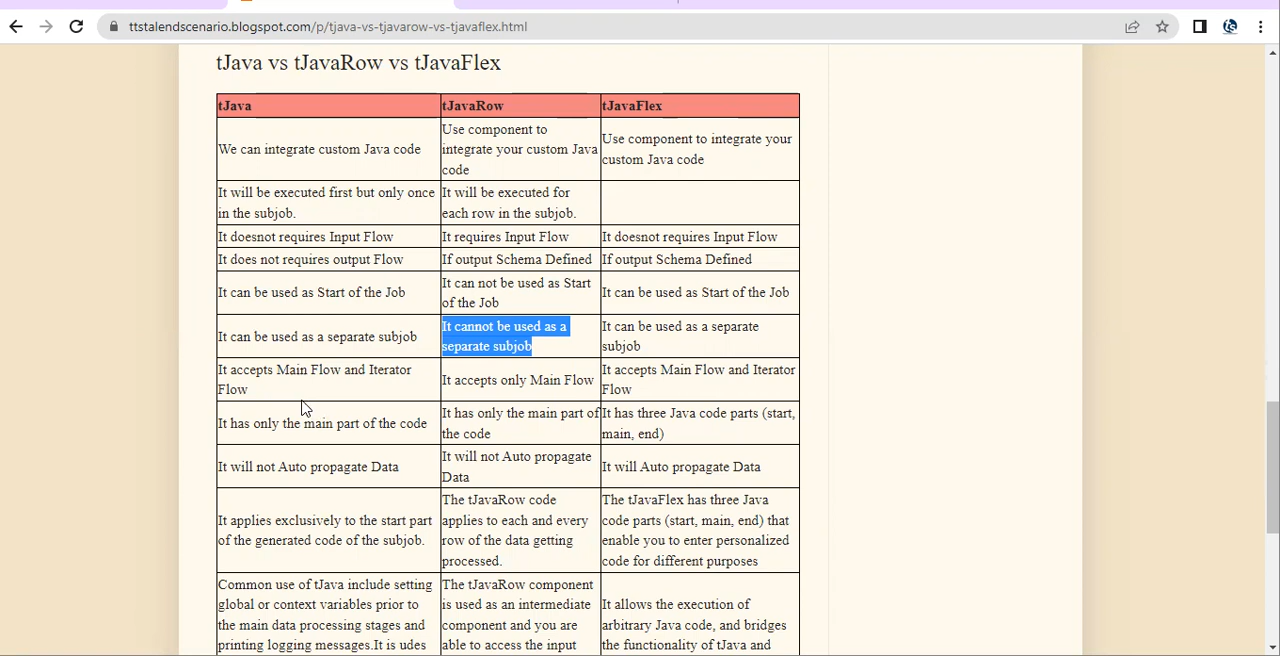 ttstalendscenario.blogspot.com/p/tjava-vs-tjavarow-vs-tjavaflex.html
tJava vs tJavaRow vs tJavaFlex
tJava
tJavaRow
tJavaFlex
We can integrate custom Java code
Use component to
integrate your custom Java
code
Use component to integrate your
custom Java code
It will be executed first but only once
in the subjob.
It will be executed for
each row in the subjob.
It doesnot requires Input Flow
It requires Input Flow
It doesnot requires Input Flow
It does not requires output Flow
If output Schema Defined
If output Schema Defined
It can be used as Start of the Job
It can not be used as Start
of the Job
It can be used as Start of the Job
It can be used as a separate subjob
It cannot be used as a
separate subjob
It can be used as a separate
subjob
It accepts Main Flow and Iterator
Flow
It accepts only Main Flow
It accepts Main Flow and Iterator
Flow
It has only the main part of the code
It has only the main part of
the code
It has three Java code parts (start,
main, end)
It will not Auto propagate Data
It will not Auto propagate
Data
It will Auto propagate Data
It applies exclusively to the start part
of the generated code of the subjob.
The tJavaRow code
applies to each and every
row of the data getting
processed.
The tJavaFlex has three Java
code parts (start, main, end) that
enable you to enter personalized
code for different purposes
Common use of tJava include setting
global or context variables prior to
the main data processing stages and
printing logging messages.It is udes
The tJavaRow component
is used as an intermediate
component and you are
able to access the input
It allows the execution of
arbitrary Java code, and bridges
the functionality of tJava and